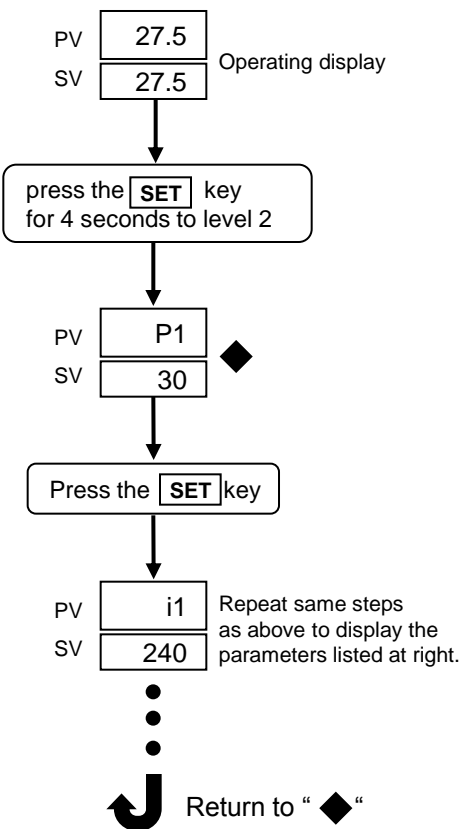 PV 27.5
SV 27.5
Operating display
press the SET key
for 4 seconds to level 2
PV P1
SV 30
◆
Press the SET key
PV i1
SV 240
Repeat same steps
as above to display the
parameters listed at right.
Return to “ ◆“